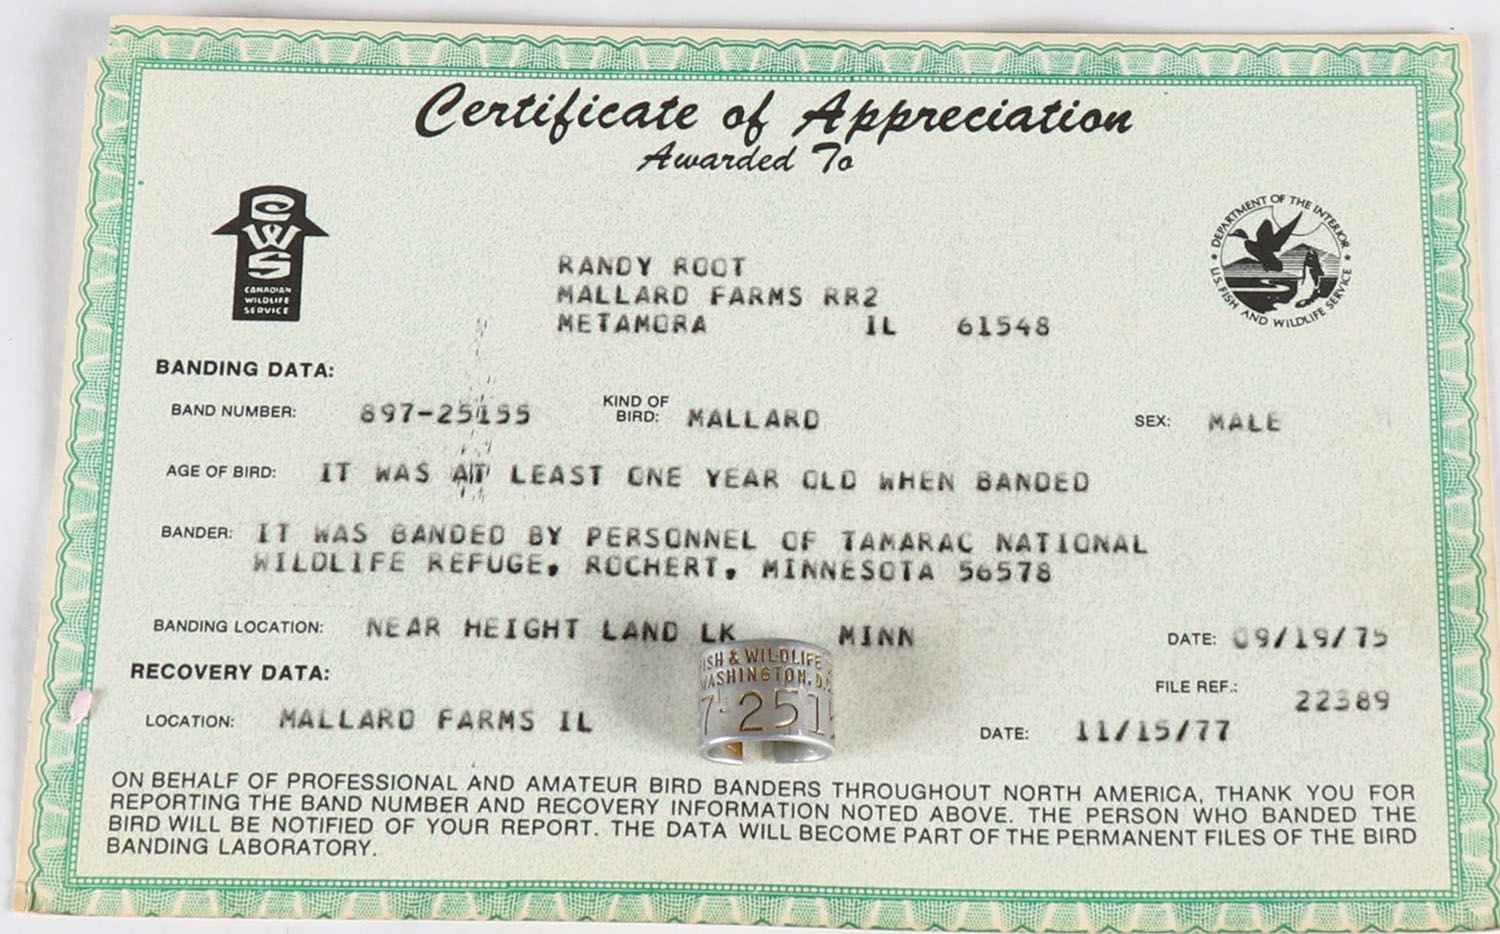 Certificate of Appreciation
Awarded To
CWS
CANADIAN
WILDLIFE
SERVICE
DEPARTMENT OF THE INTERIOR
U.S. FISH AND WILDLIFE SERVICE
RANDY ROOT
MALLARD FARMS RR2
METAMORA IL 61548
BANDING DATA:
BAND NUMBER: 897-25155 KIND OF BIRD: MALLARD SEX: MALE
AGE OF BIRD: IT WAS AT LEAST ONE YEAR OLD WHEN BANDED
BANDER: IT WAS BANDED BY PERSONNEL OF TAMARAC NATIONAL
WILDLIFE REFUGE, ROCHERT, MINNESOTA 56578
BANDING LOCATION: NEAR HEIGHT LAND LK MINN DATE: 09/19/75
RECOVERY DATA:
FILE REF.: 22389
LOCATION: MALLARD FARMS IL DATE: 11/15/77
ISH & WILDLIFE
WASHINGTON, D.
7-251
ON BEHALF OF PROFESSIONAL AND AMATEUR BIRD BANDERS THROUGHOUT NORTH AMERICA, THANK YOU FOR
REPORTING THE BAND NUMBER AND RECOVERY INFORMATION NOTED ABOVE. THE PERSON WHO BANDED THE
BIRD WILL BE NOTIFIED OF YOUR REPORT. THE DATA WILL BECOME PART OF THE PERMANENT FILES OF THE BIRD
BANDING LABORATORY.